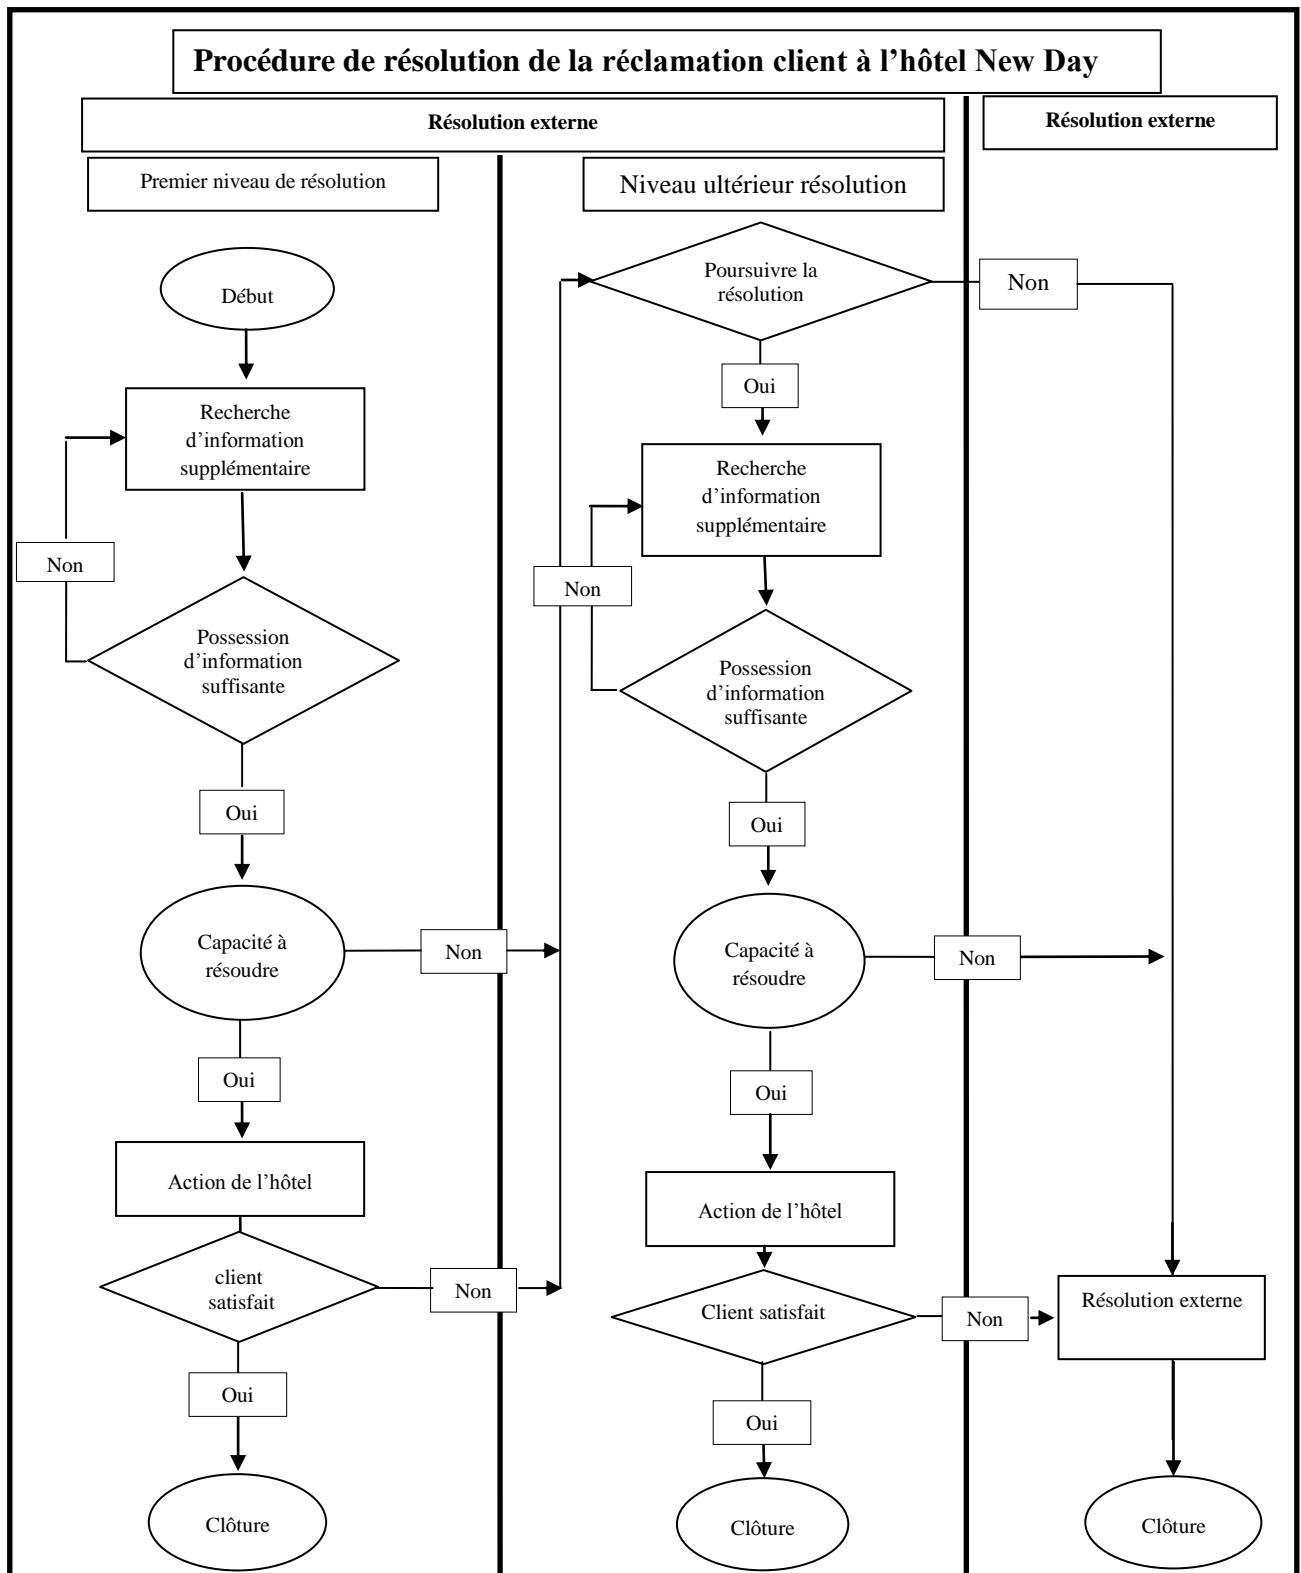 Procédure de résolution de la réclamation client à l’hôtel New Day
Résolution externe
Résolution externe
Premier niveau de résolution
Niveau ultérieur résolution
Début
Recherche
d’information
supplémentaire
Non
Possession
d’information
suffisante
Oui
Capacité à
résoudre
Non
Oui
Action de l’hôtel
client
satisfait
Non
Oui
Clôture
Poursuivre la
résolution
Non
Oui
Recherche
d’information
supplémentaire
Non
Possession
d’information
suffisante
Oui
Capacité à
résoudre
Non
Oui
Action de l’hôtel
Client satisfait
Non
Oui
Clôture
Résolution externe
Clôture